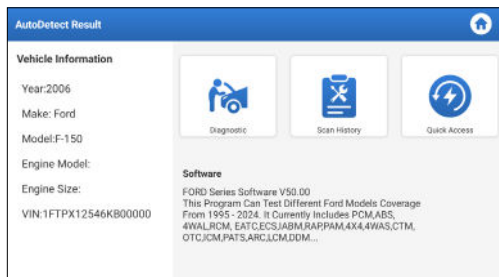 AutoDetect Result
Vehicle Information
Year:2006
Make: Ford
Model:F-150
Engine Model:
Engine Size:
VIN:1FTPX12546KB00000
Diagnostic
Scan History
Quick Access
Software
FORD Series Software V50.00
This Program Can Test Different Ford Models Coverage
From 1995 - 2024. It Currently Includes PCM,ABS,
4WAL,RCM, EATC,ECS,IABM,RAP,PAM,4X4,4WAS,CTM,
OTC,ICM,PATS,ARC,LCM,DDM...